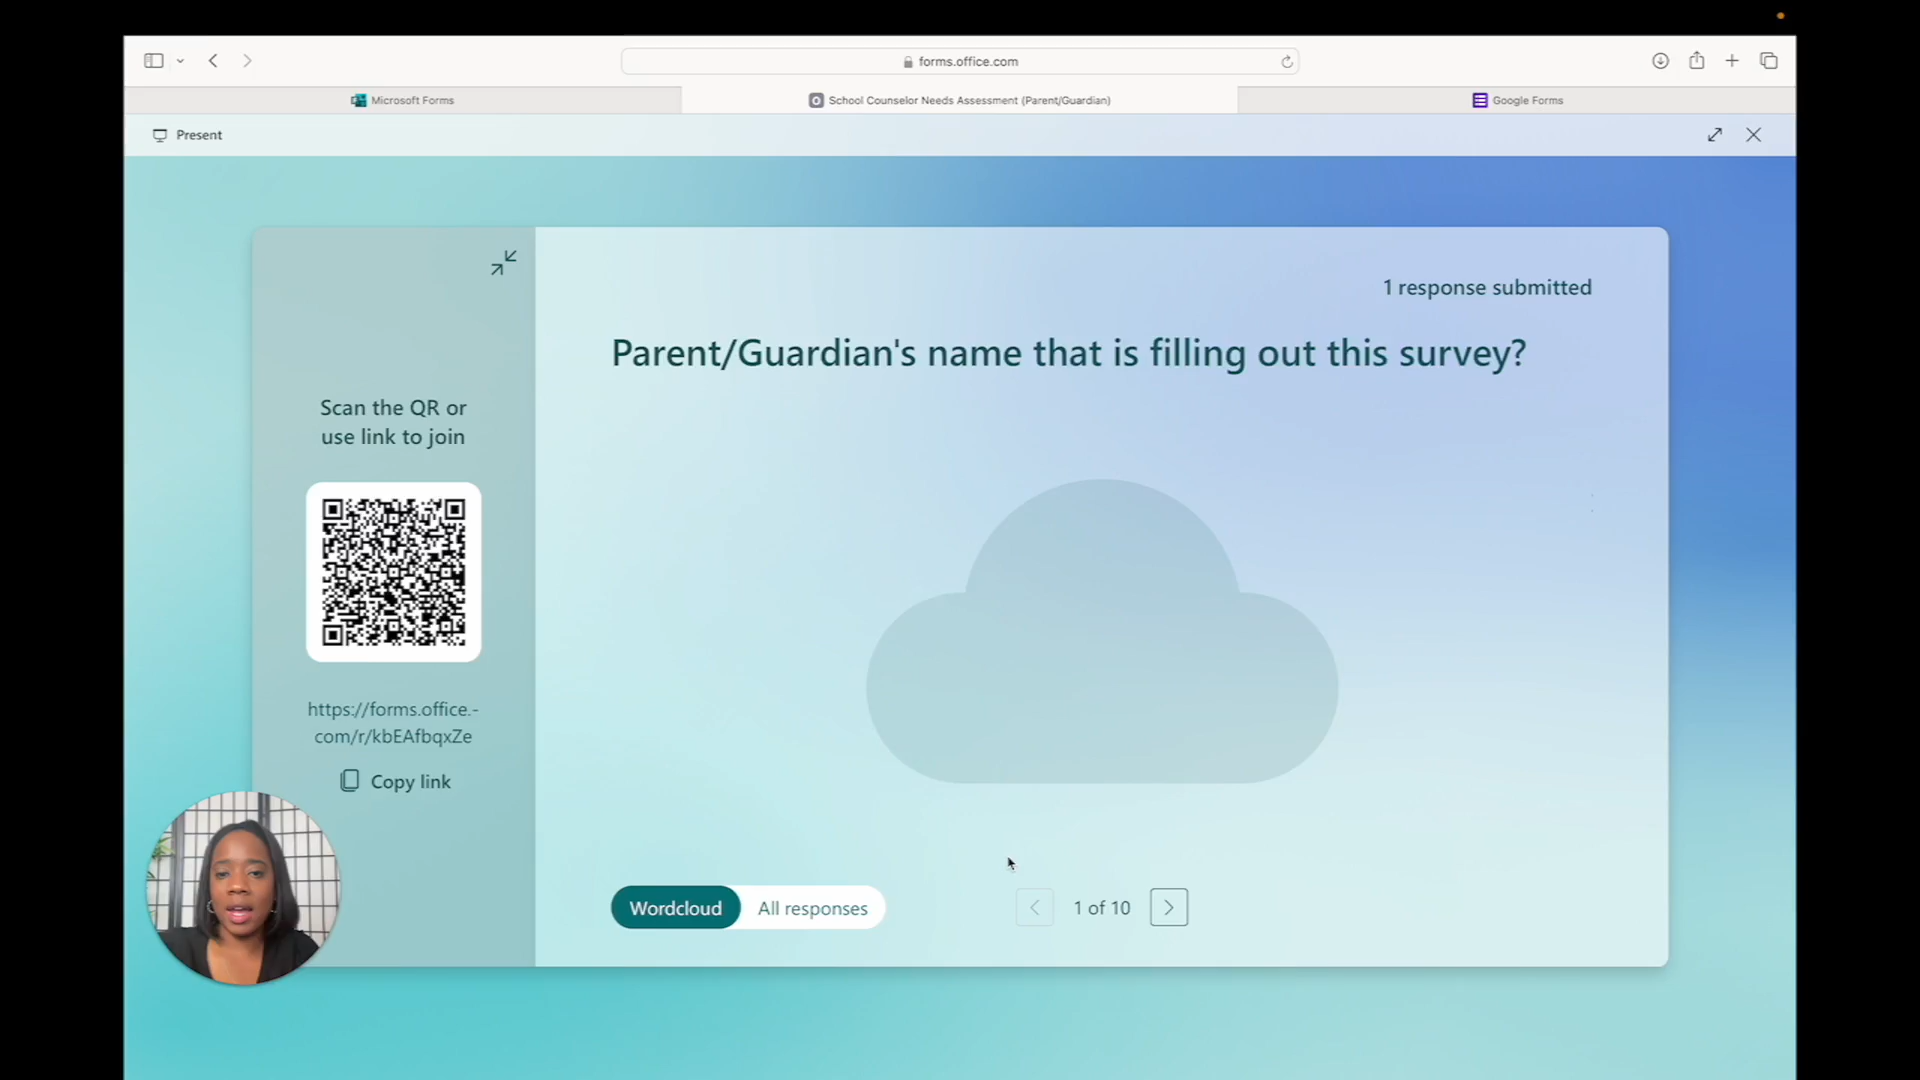 forms.office.com
Microsoft Forms
School Counselor Needs Assessment (Parent/Guardian)
Google Forms
Present
1 response submitted
Parent/Guardian's name that is filling out this survey?
Scan the QR or
use link to join
https://forms.office.-
com/r/kbEAfbqxZe
Copy link
Wordcloud
All responses
1 of 10